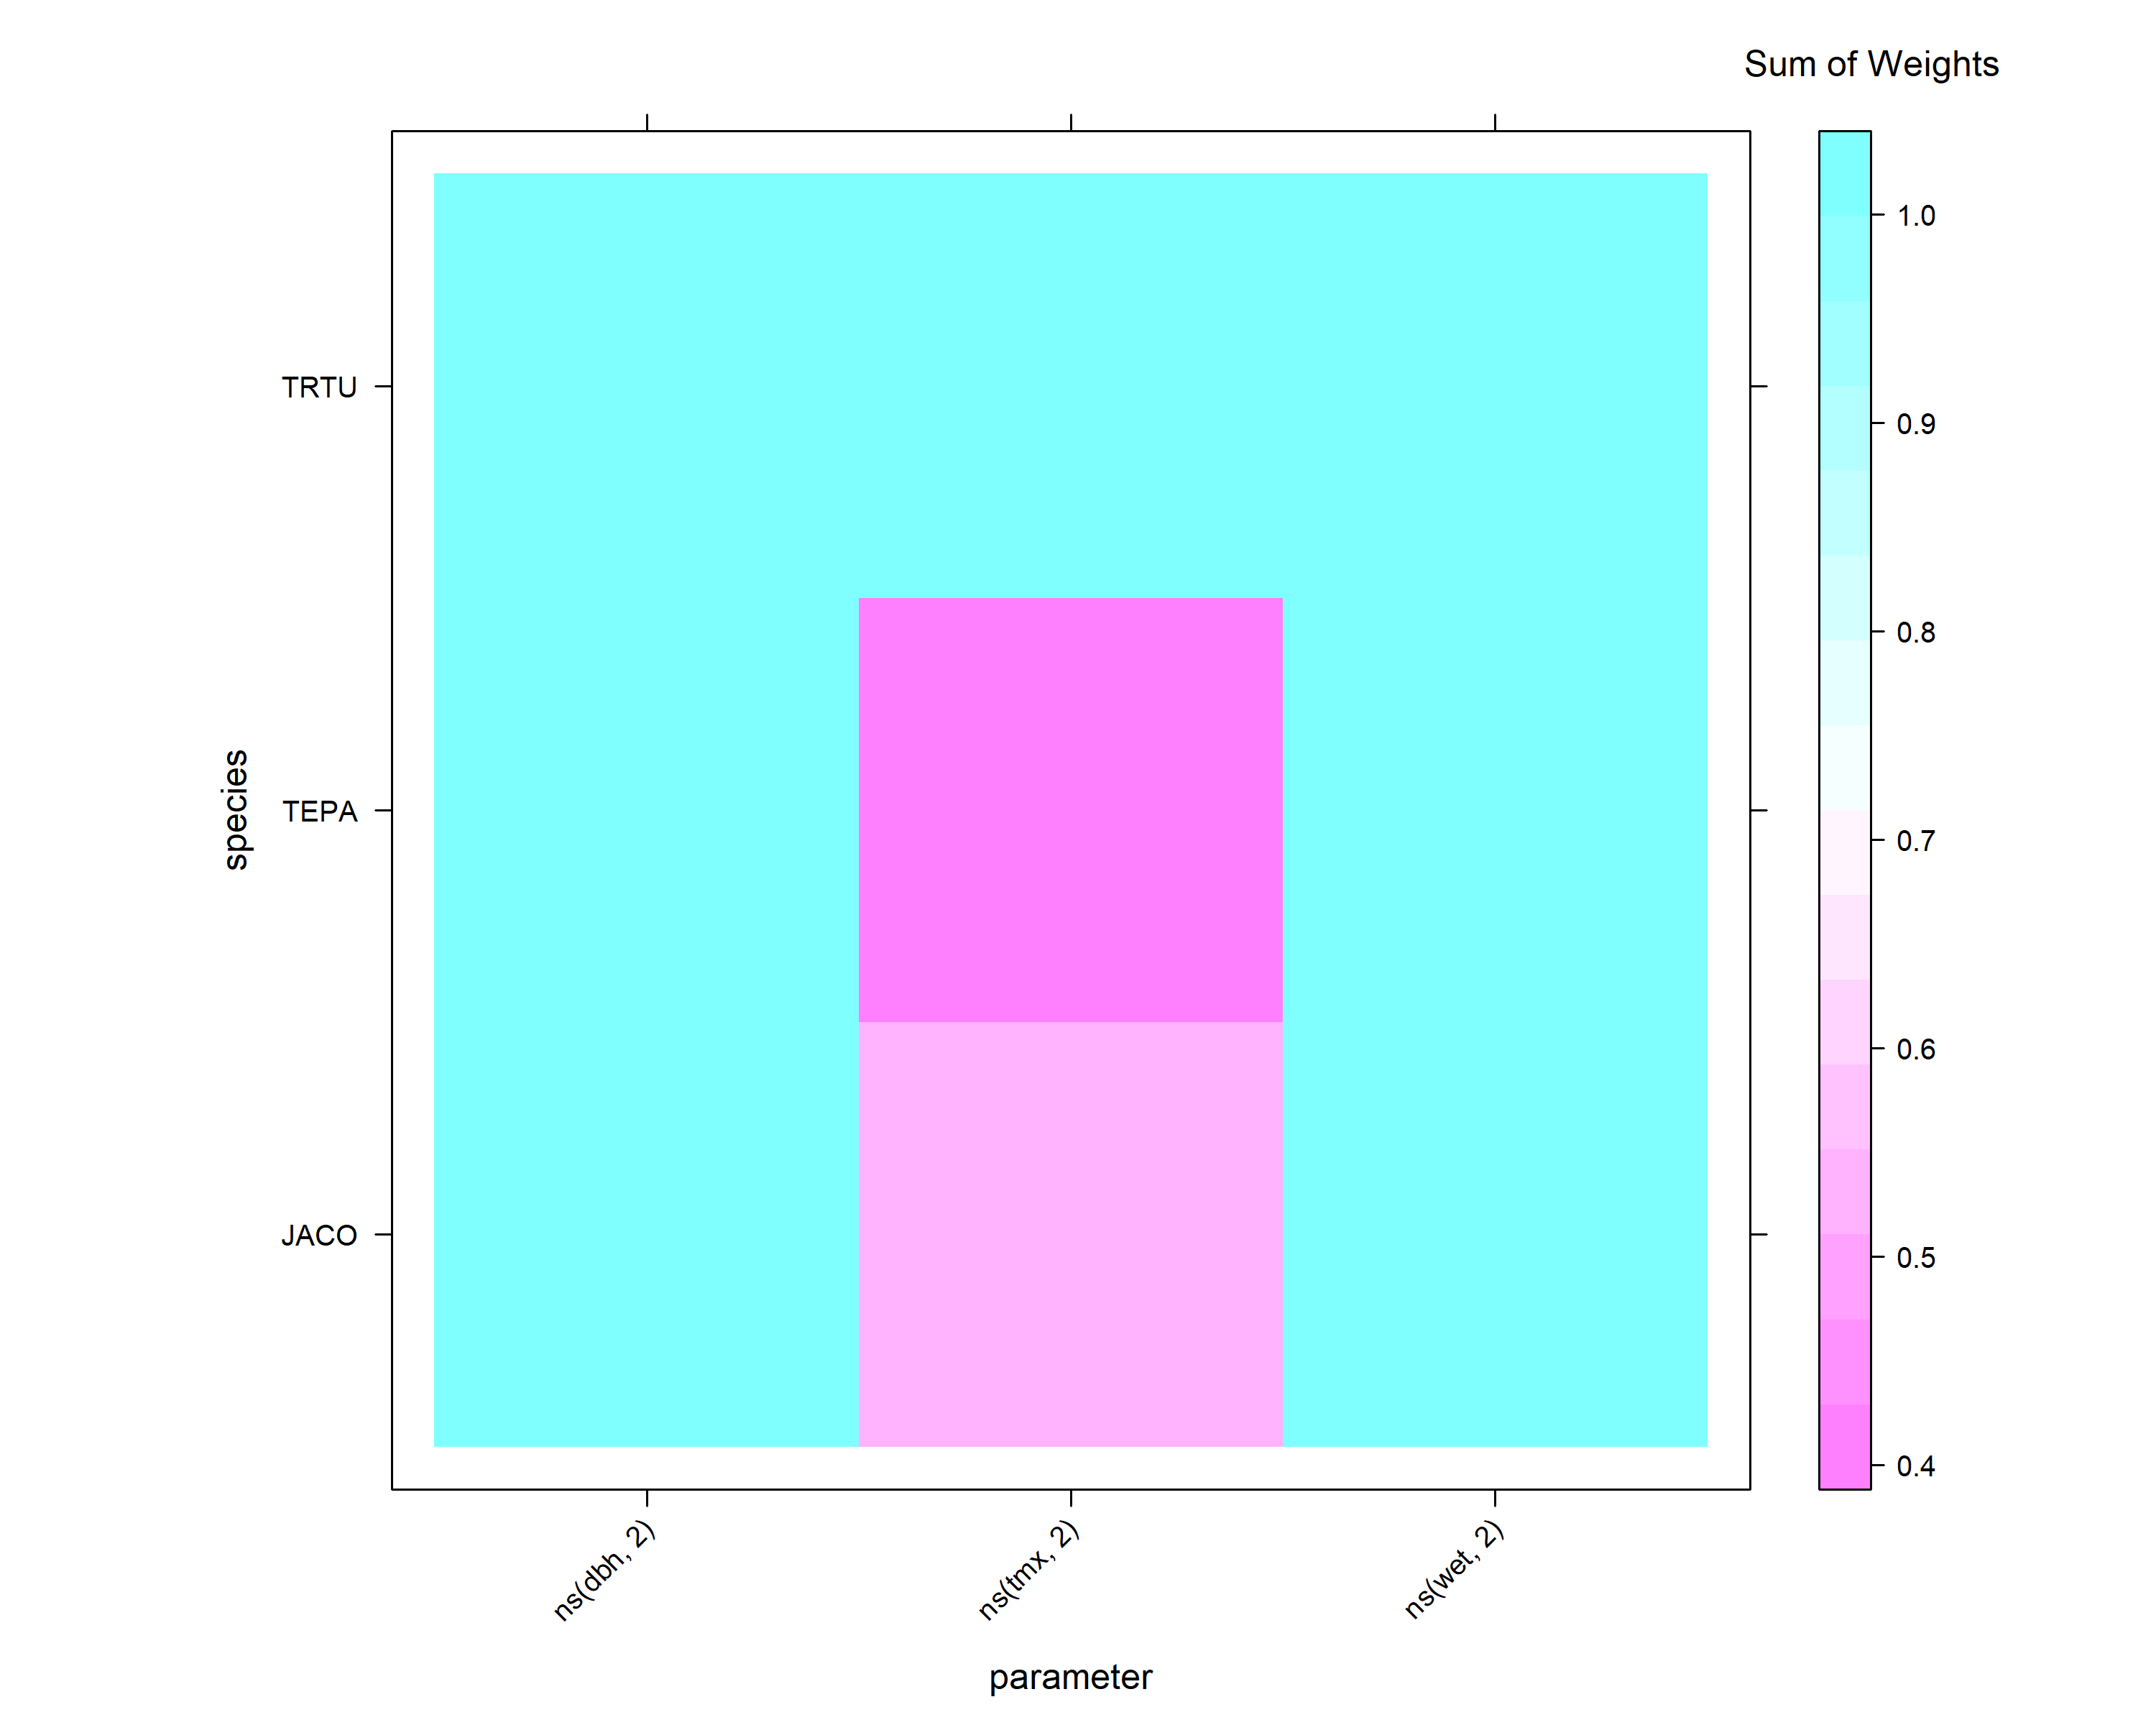 Sum of Weights
1.0
0.9
0.8
0.7
0.6
0.5
0.4
species
TRTU
TEPA
JACO
ns(dbh, 2)
ns(tmx, 2)
ns(wet, 2)
parameter